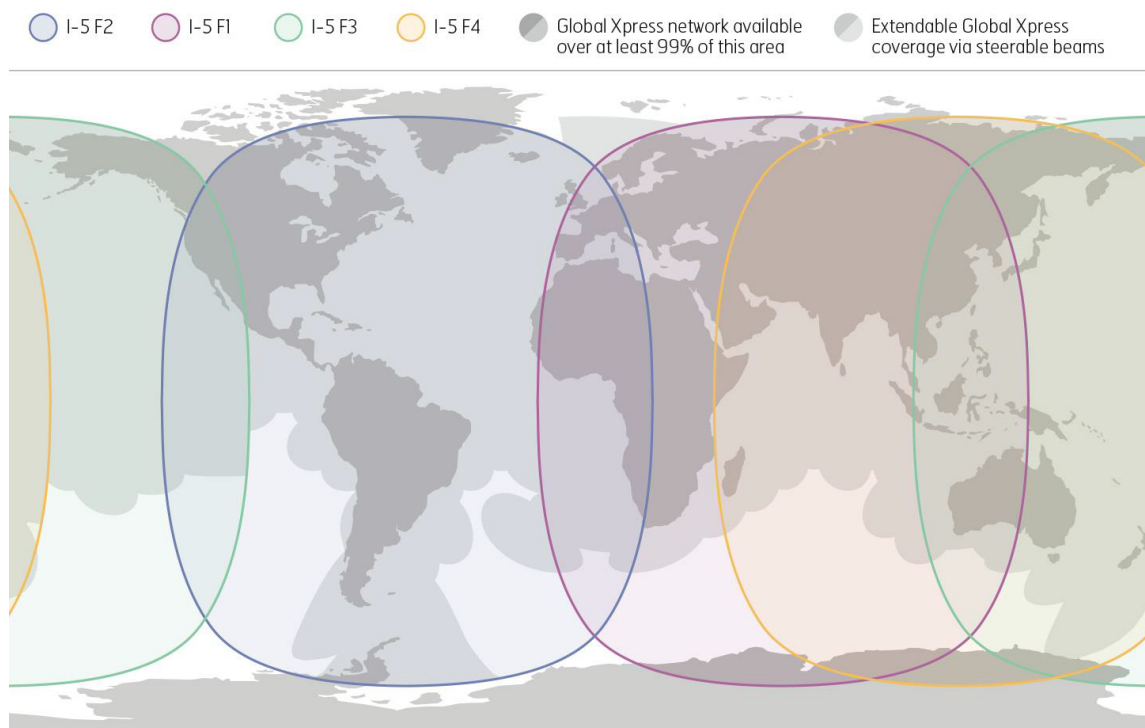 I-5 F2
I-5 F1
I-5 F3
I-5 F4
Global Xpress network available
over at least 99% of this area
Extendable Global Xpress
coverage via steerable beams